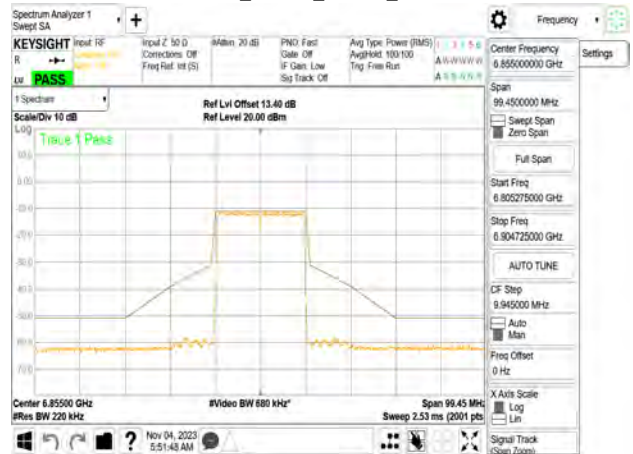 Spectrum Analyzer 1
Swept SA
+
Frequency
KEYSIGHT
Input: RF
R
LVI
PASS
Input Z: 50 Ω
Corrections: Off
Freq Ref: Int (S)
#Atten: 20 dB
PNO: Fast
Gate: Off
IF Gain: Low
Sig Track: Off
Avg Type: Power (RMS)
Avg|Hold: 100/100
Trig: Free Run
Center Frequency
6.855000000 GHz
Settings
Span
99.4500000 MHz
Swept Span
Zero Span
Full Span
Start Freq
6.805275000 GHz
Stop Freq
6.904725000 GHz
AUTO TUNE
CF Step
9.945000 MHz
Auto
Man
Freq Offset
0 Hz
X Axis Scale
Log
Lin
Signal Track
(Span Zoom)
1 Spectrum
Scale/Div 10 dB
Ref Lvl Offset 13.40 dB
Ref Level 20.00 dBm
Log
Trace 1 Pass
Center 6.85500 GHz
#Res BW 220 kHz
#Video BW 680 kHz*
Span 99.45 MHz
Sweep 2.53 ms (2001 pts
?
Nov 04, 2023
5:51:48 AM